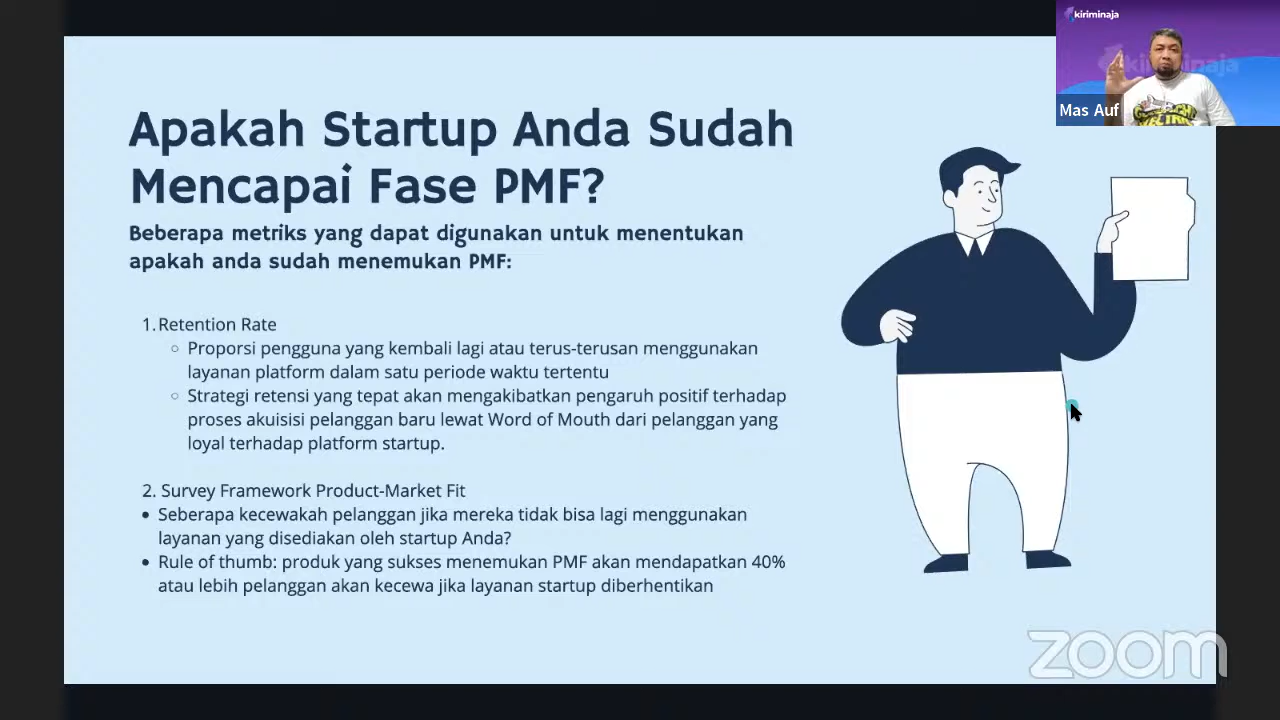 kiriminaja
Mas Auf
Apakah Startup Anda Sudah
Mencapai Fase PMF?
Beberapa metriks yang dapat digunakan untuk menentukan
apakah anda sudah menemukan PMF:
1. Retention Rate
Proporsi pengguna yang kembali lagi atau terus-terusan menggunakan
layanan platform dalam satu periode waktu tertentu
Strategi retensi yang tepat akan mengakibatkan pengaruh positif terhadap
proses akuisisi pelanggan baru lewat Word of Mouth dari pelanggan yang
loyal terhadap platform startup.
2. Survey Framework Product-Market Fit
Seberapa kecewakah pelanggan jika mereka tidak bisa lagi menggunakan
layanan yang disediakan oleh startup Anda?
Rule of thumb: produk yang sukses menemukan PMF akan mendapatkan 40%
atau lebih pelanggan akan kecewa jika layanan startup diberhentikan
zoom